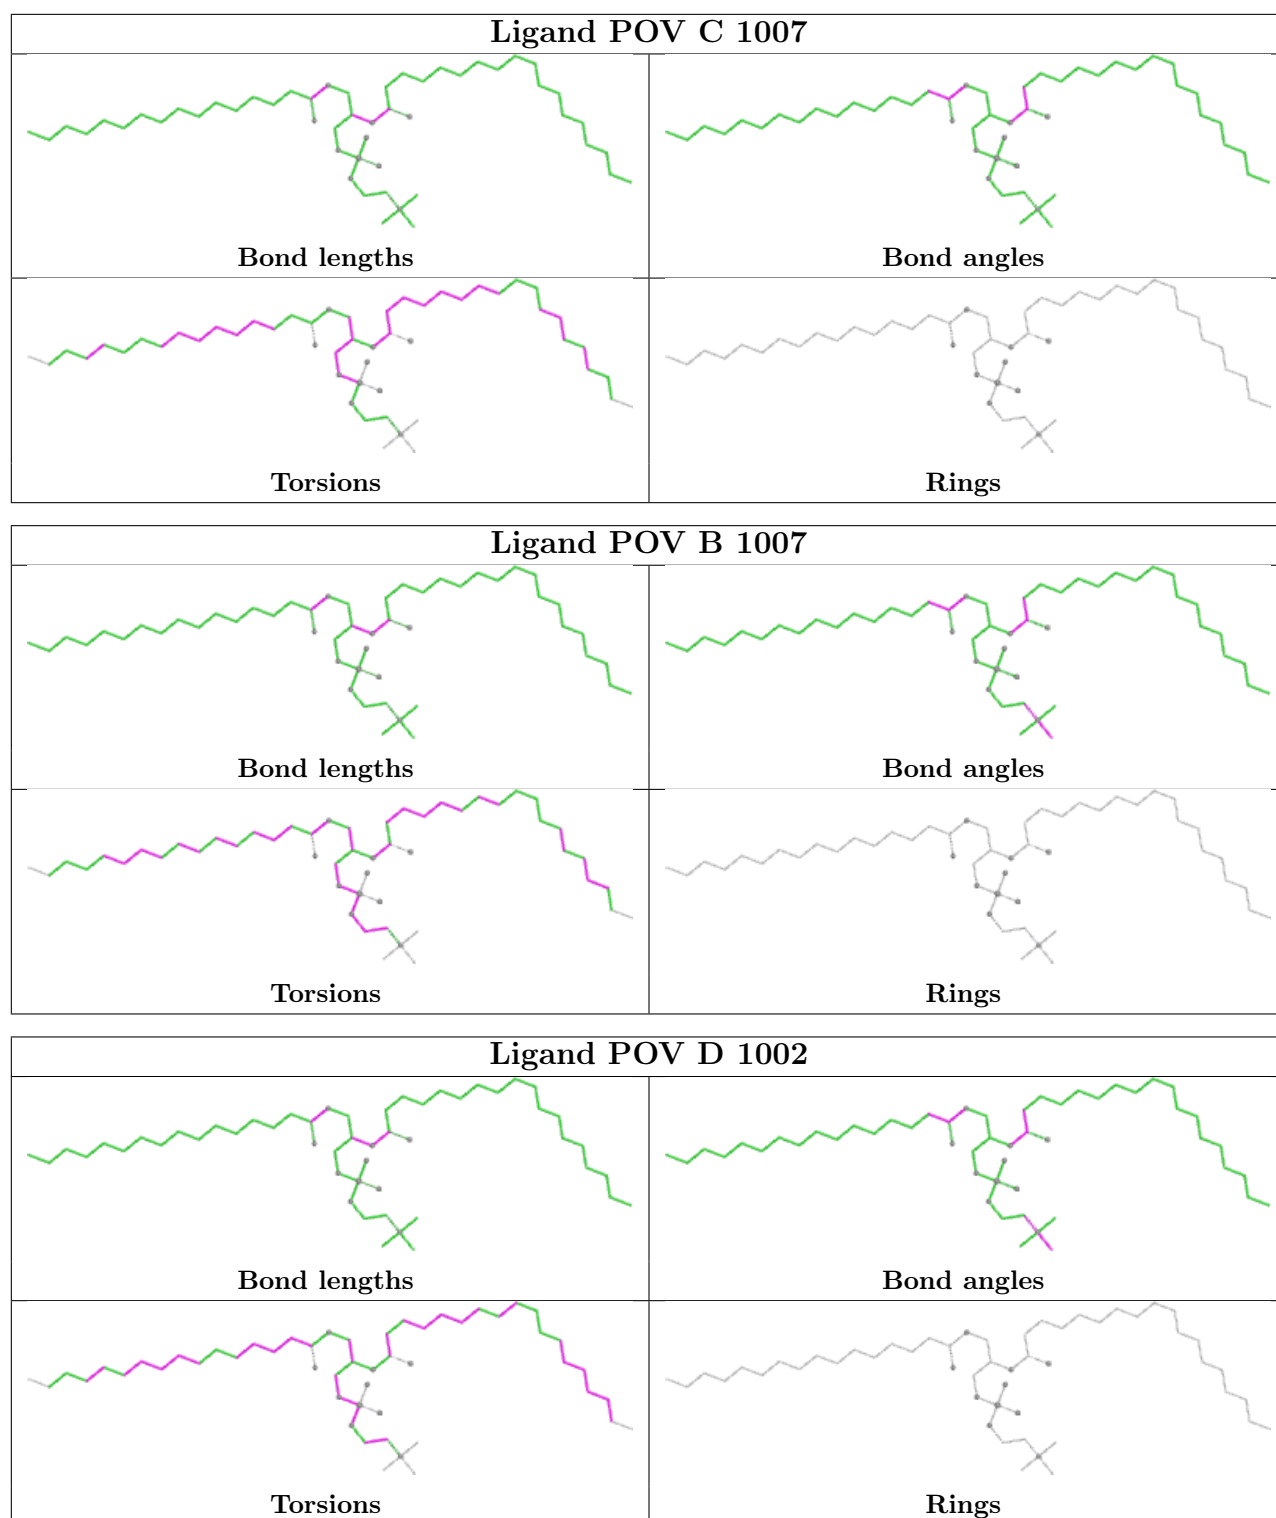 Ligand POV C 1007
Bond lengths
Bond angles
Torsions
Rings
Ligand POV B 1007
Bond lengths
Bond angles
Torsions
Rings
Ligand POV D 1002
Bond lengths
Bond angles
Torsions
Rings